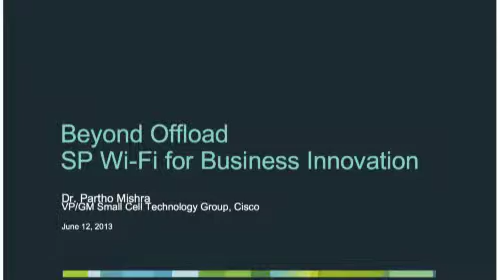 Beyond Offload
SP Wi-Fi for Business Innovation
Dr. Partho Mishra
VP/GM Small Cell Technology Group, Cisco
June 12, 2013